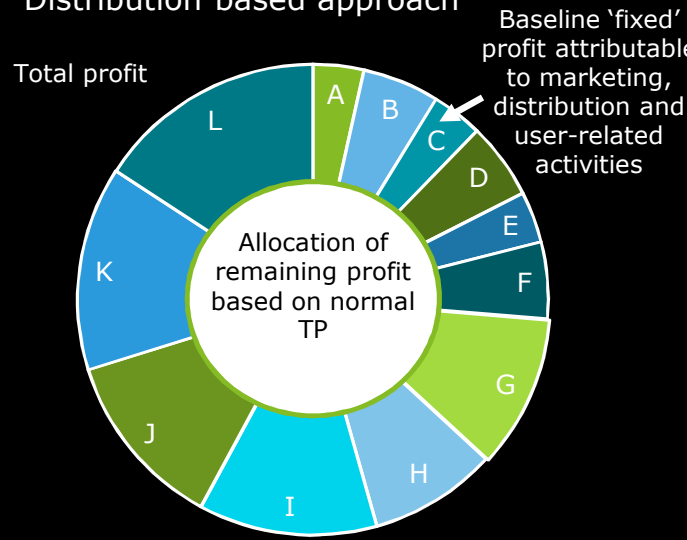 Distribution based approach
Total profit
Baseline ‘fixed’
profit attributable
to marketing,
distribution and
user-related
activities
A
B
C
D
E
F
G
H
I
J
K
L
Allocation of
remaining profit
based on normal
TP